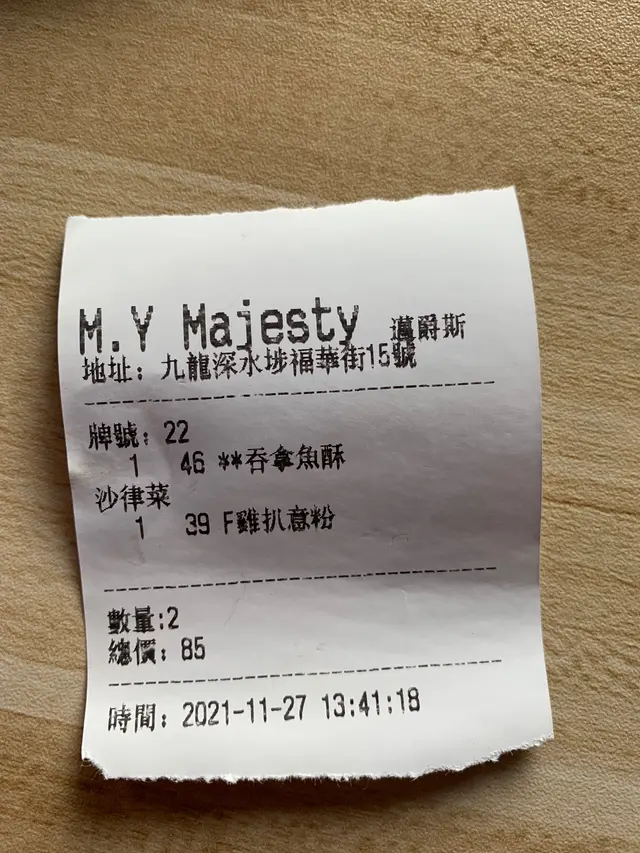 M.Y Majesty 邁爵斯
地址: 九龍深水埗福華街15號
牌號: 22
1 46 **吞拿魚酥
沙律菜
1 39 F雞扒意粉
數量:2
總價: 85
時間: 2021-11-27 13:41:18